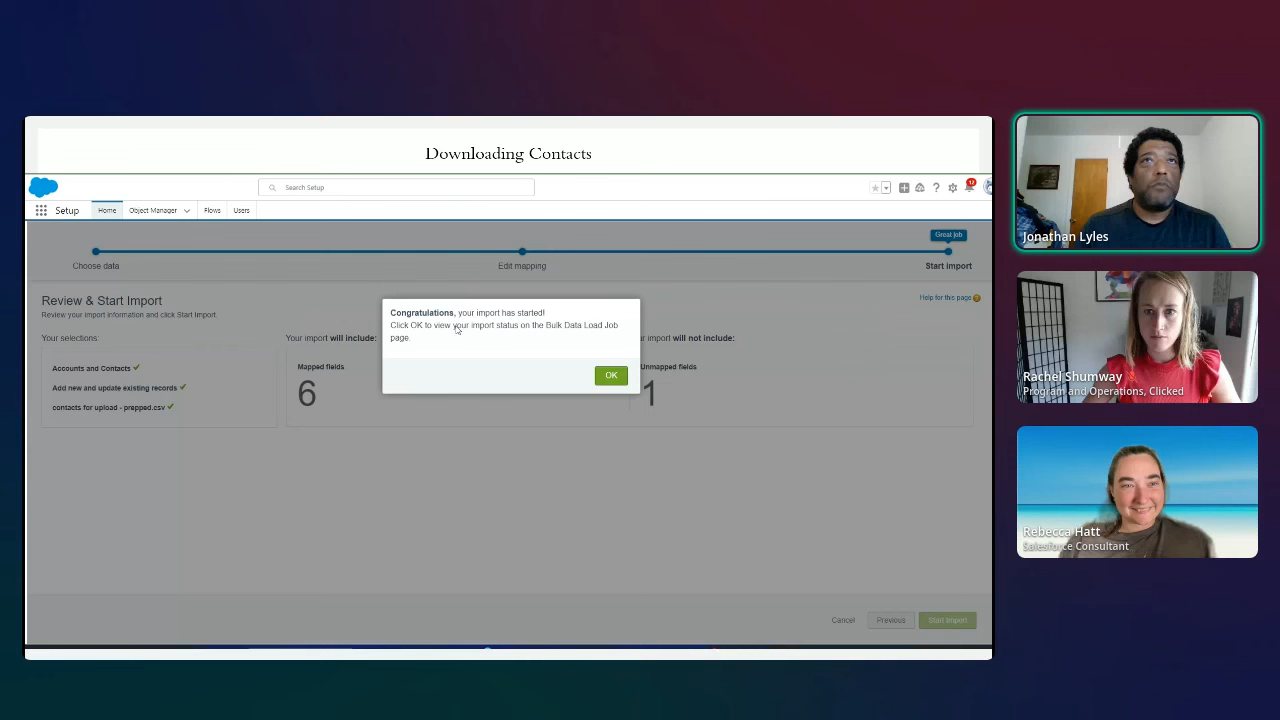 Downloading Contacts
Search Setup
12
Setup
Home
Object Manager
Flows
Users
Great job
Choose data
Edit mapping
Start import
Review & Start Import
Help for this page
Review your import information and click Start Import.
Your selections:
Your import will include:
import will not include:
Accounts and Contacts
Add new and update existing records
contacts for upload - prepped.csv
Mapped fields
6
Unmapped fields
1
Congratulations, your import has started!
Click OK to view your import status on the Bulk Data Load Job
page.
OK
Cancel
Previous
Start Import
Jonathan Lyles
Rachel Shumway
Program and Operations, Clicked
Rebecca Hatt
Salesforce Consultant